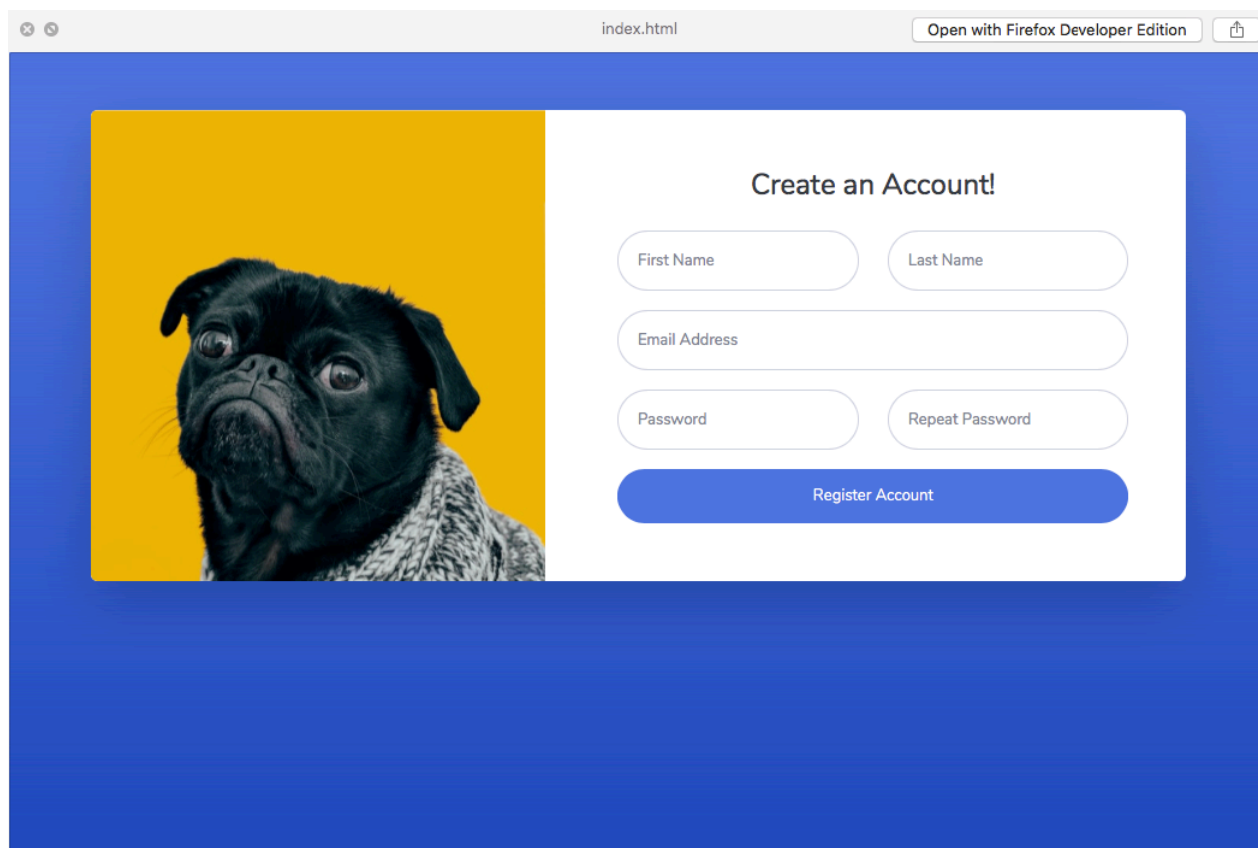 index.html
Open with Firefox Developer Edition
Create an Account!
First Name
Last Name
Email Address
Password
Repeat Password
Register Account